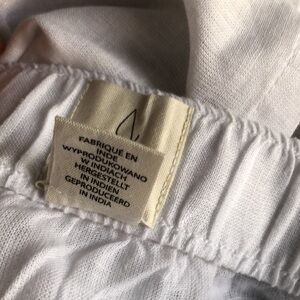 FABRIQUÉ EN
INDE
WYPRODUKOWANO
W INDIACH
HERGESTELLT
IN INDIEN
GEPRODUCEERD
IN INDIA